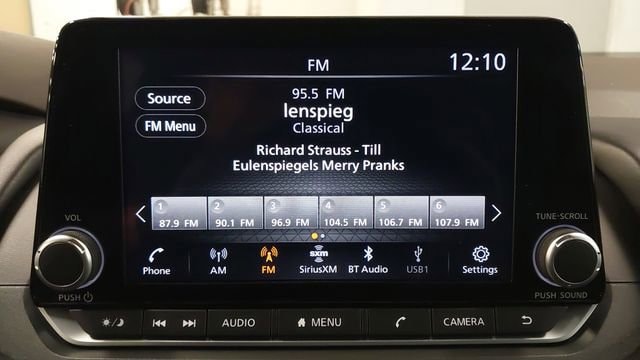 FM
12:10
Source
FM Menu
95.5 FM
lenspieg
Classical
Richard Strauss - Till
Eulenspiegels Merry Pranks
1 2 3 4 5 6
87.9 FM 90.1 FM 96.9 FM 104.5 FM 106.7 FM 107.9 FM
VOL
TUNE-SCROLL
sxm
Phone AM FM SiriusXM BT Audio USB1 Settings
PUSH
PUSH SOUND
AUDIO MENU CAMERA